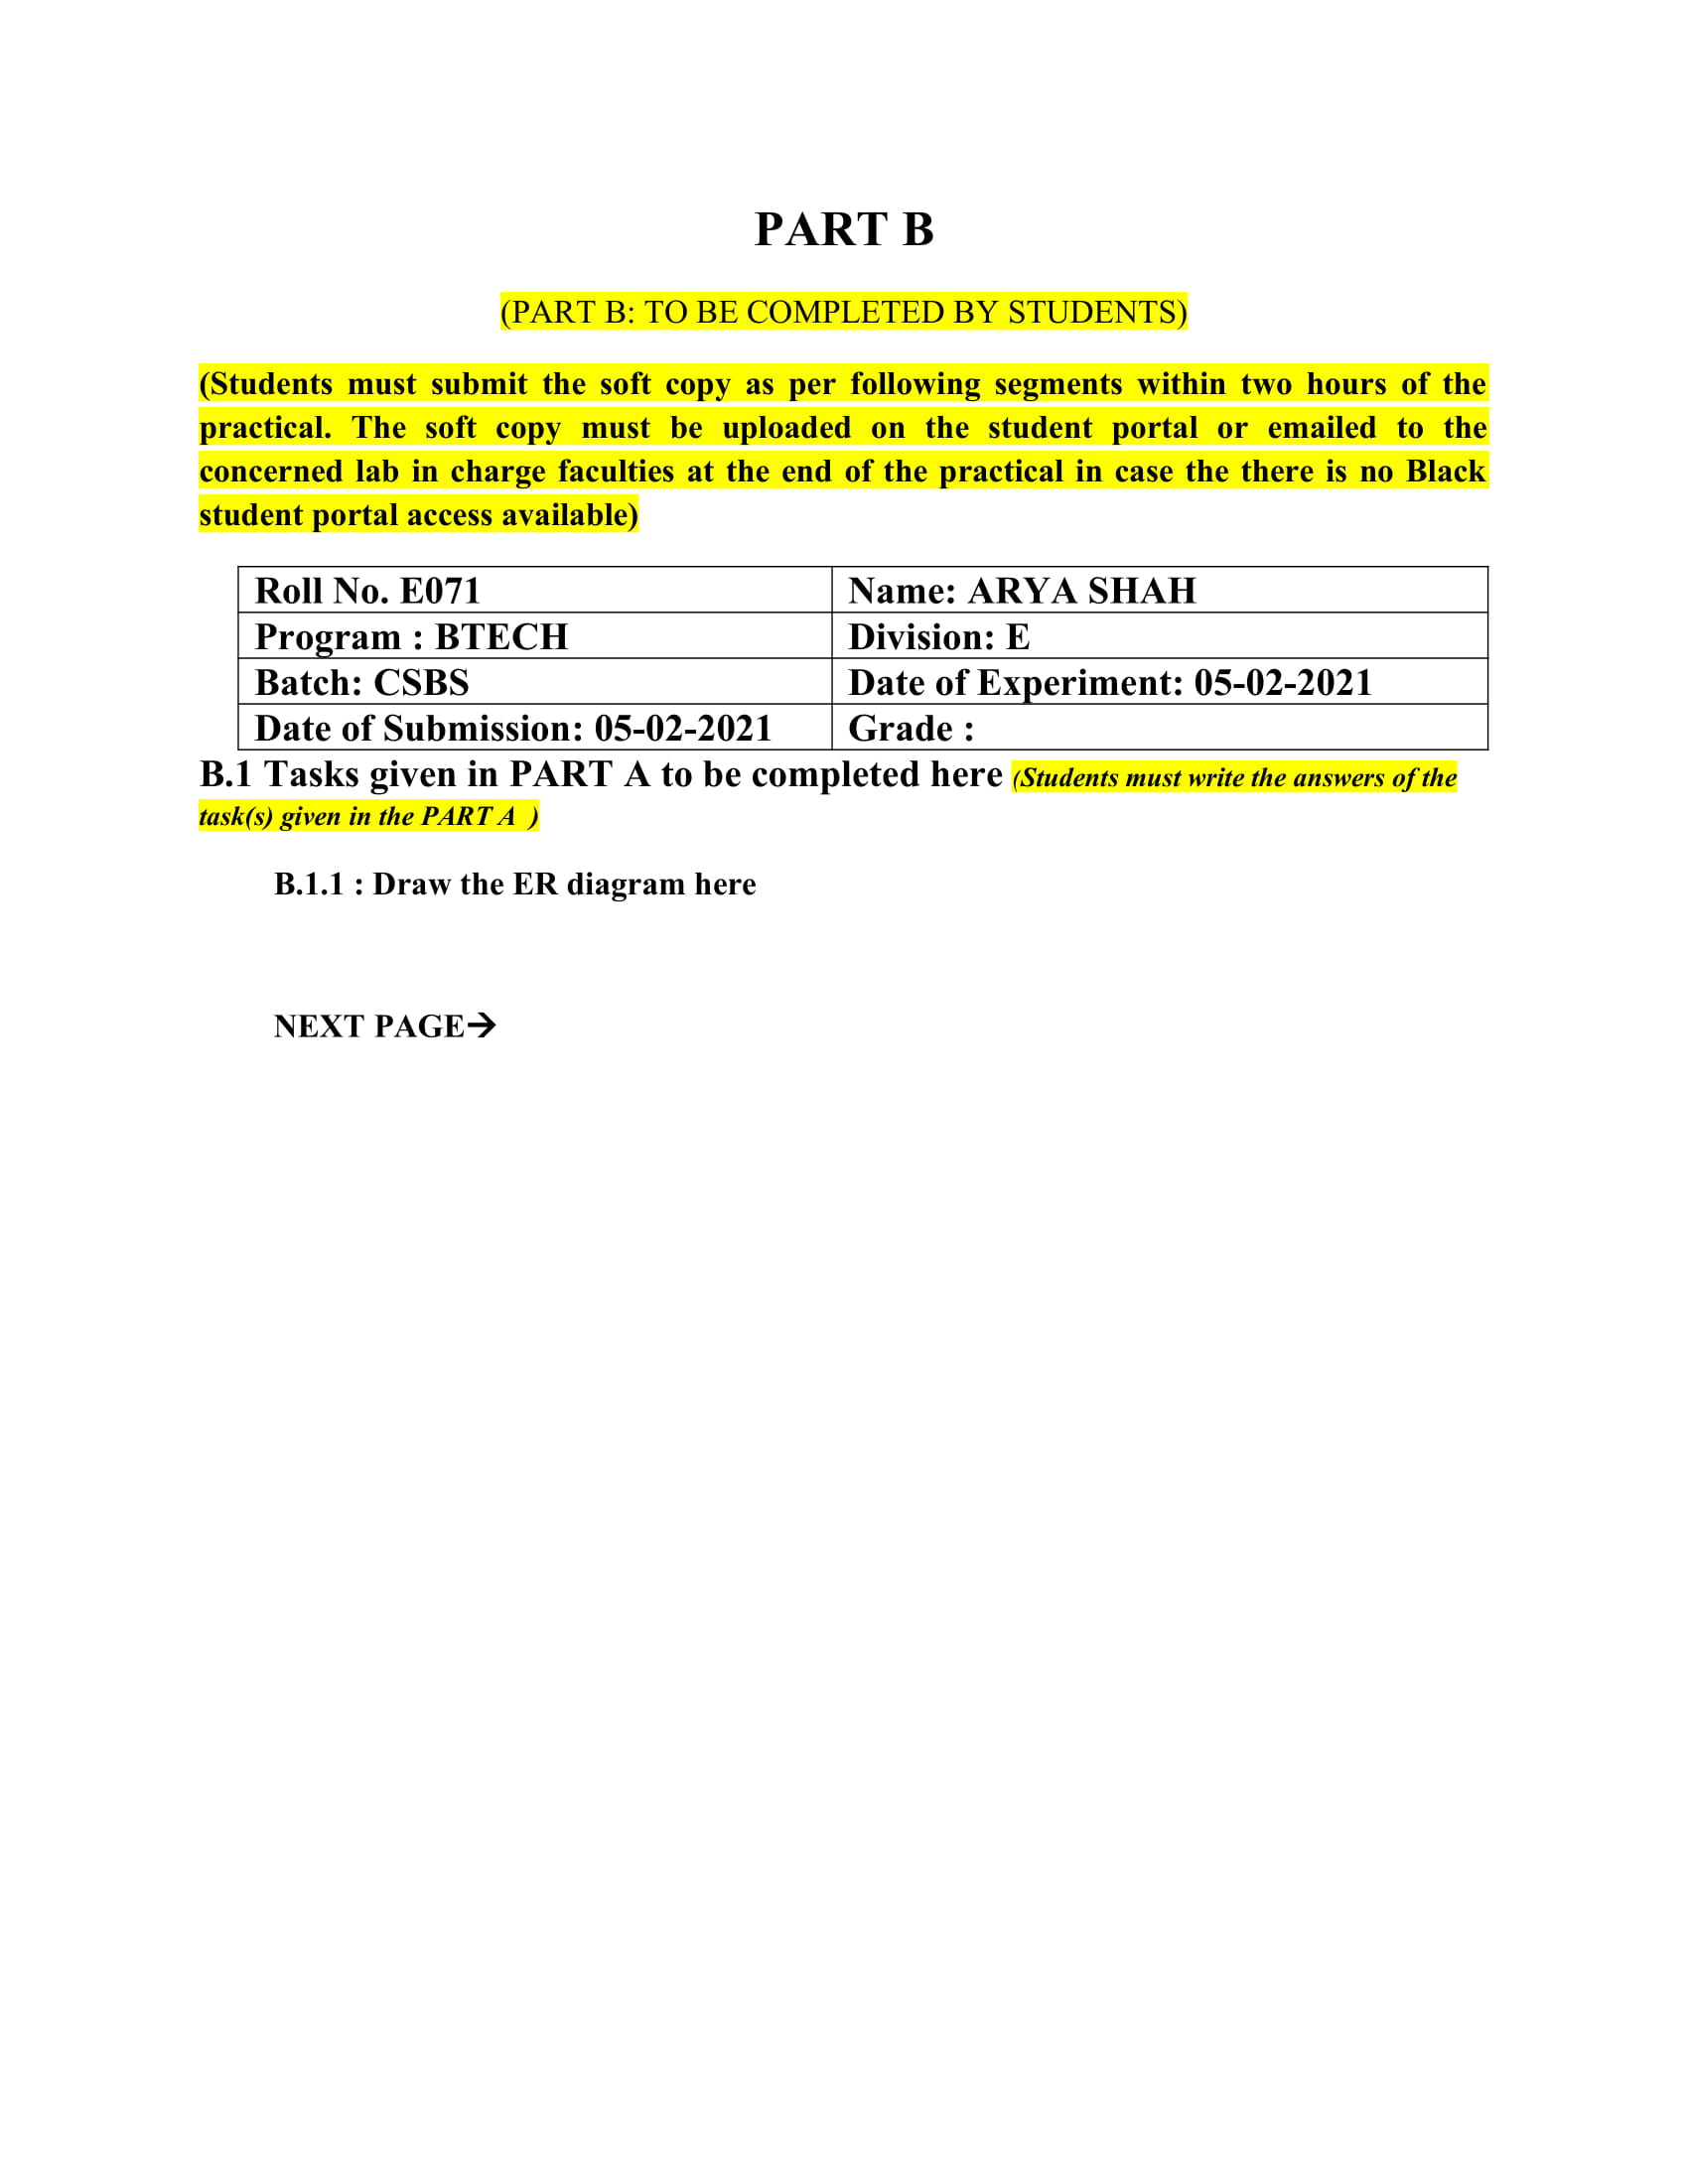 PART B
(PART B: TO BE COMPLETED BY STUDENTS)
(Students must submit the soft copy as per following segments within two hours of the
practical. The soft copy must be uploaded on the student portal or emailed to the
concerned lab in charge faculties at the end of the practical in case the there is no Black
student portal access available)
Roll No. E071 Name: ARYA SHAH
Program : BTECH Division: E
Batch: CSBS Date of Experiment: 05-02-2021
Date of Submission: 05-02-2021 Grade :
B.1 Tasks given in PART A to be completed here (Students must write the answers of the
task(s) given in the PART A )
B.1.1 : Draw the ER diagram here
NEXT PAGE→